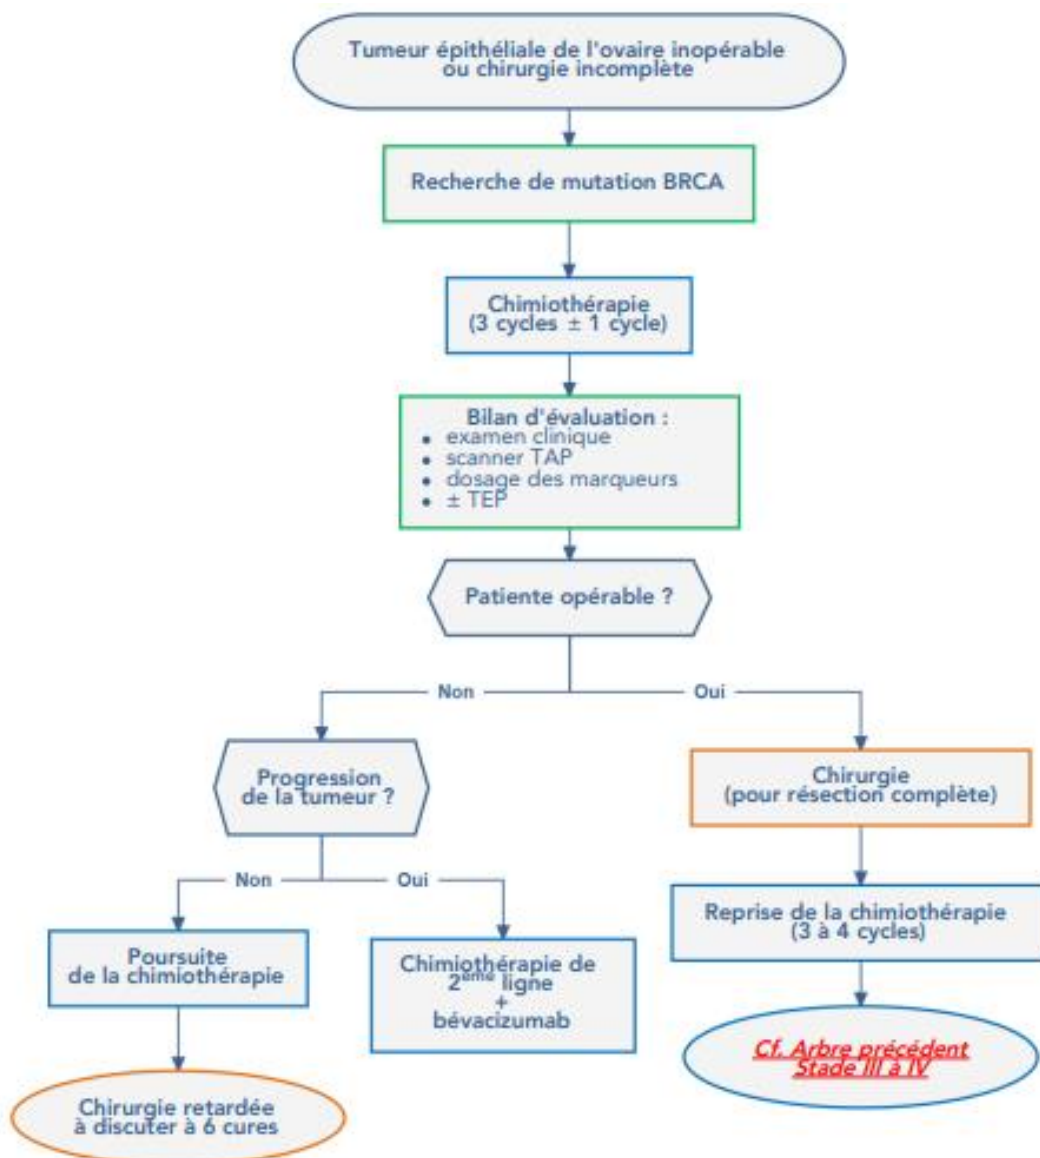 Tumeur épithéliale de l'ovaire inopérable
ou chirurgie incomplète
Recherche de mutation BRCA
Chimiothérapie
(3 cycles ± 1 cycle)
Bilan d'évaluation :
• examen clinique
• scanner TAP
• dosage des marqueurs
• ± TEP
Patiente opérable ?
Non
Oui
Progression
de la tumeur ?
Chirurgie
(pour résection complète)
Non
Oui
Reprise de la chimiothérapie
(3 à 4 cycles)
Poursuite
de la chimiothérapie
Chimiothérapie de
2ème ligne
+
bévacizumab
Cf. Arbre précédent
Stade III à IV
Chirurgie retardée
à discuter à 6 cures